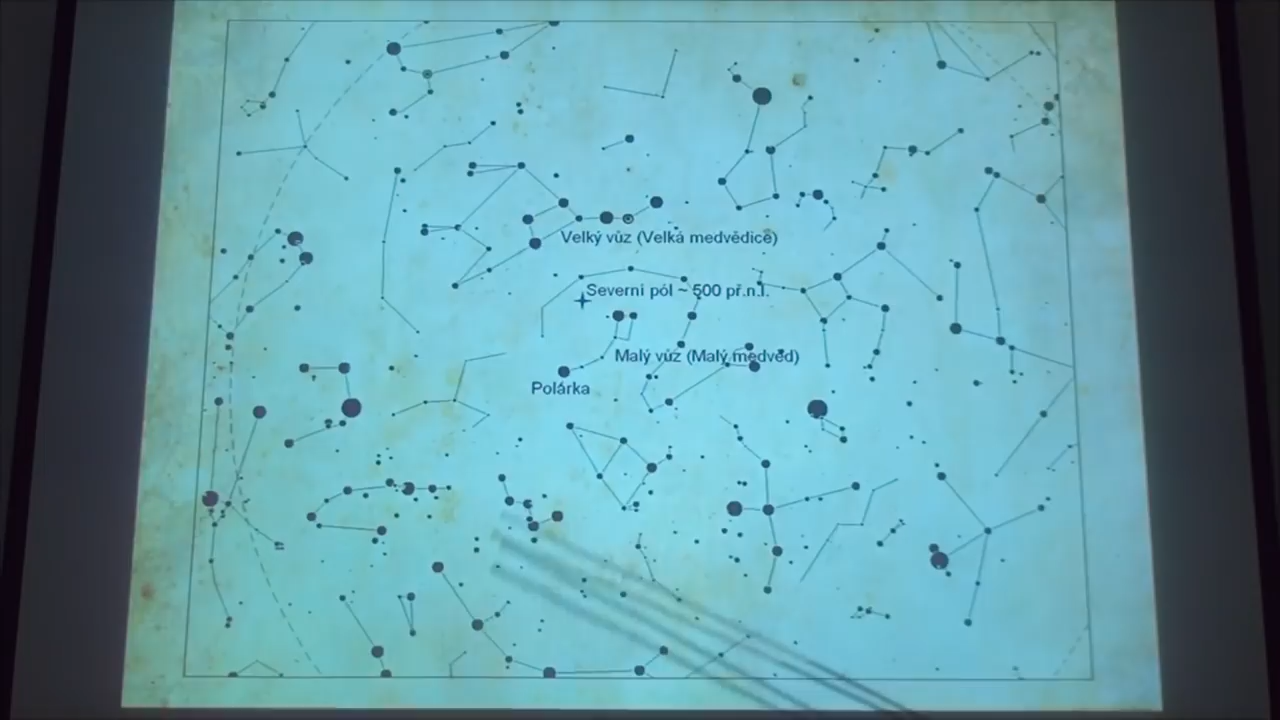 Velký vůz (Velká medvědice)
Severní pól ~ 500 př.n.l.
Malý vůz (Malý medvěd)
Polárka